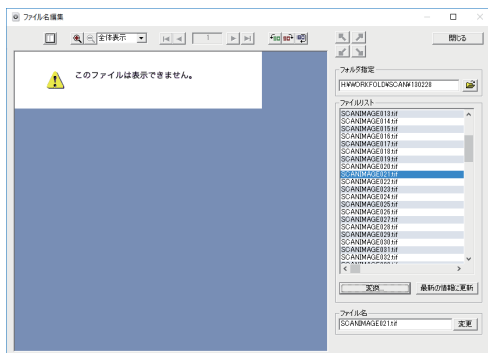 ファイル名編集
全体表示
1
閉じる
このファイルは表示できません。
フォルダ指定
H:¥WORKFOLD¥SCAN¥130228
ファイルリスト
SCANIMAGE013.tif
SCANIMAGE014.tif
SCANIMAGE015.tif
SCANIMAGE016.tif
SCANIMAGE017.tif
SCANIMAGE018.tif
SCANIMAGE019.tif
SCANIMAGE020.tif
SCANIMAGE021.tif
SCANIMAGE022.tif
SCANIMAGE023.tif
SCANIMAGE024.tif
SCANIMAGE025.tif
SCANIMAGE026.tif
SCANIMAGE027.tif
SCANIMAGE028.tif
SCANIMAGE029.tif
SCANIMAGE030.tif
SCANIMAGE031.tif
SCANIMAGE032.tif
変換...
最新の情報に更新
ファイル名
SCANIMAGE021.tif
変更